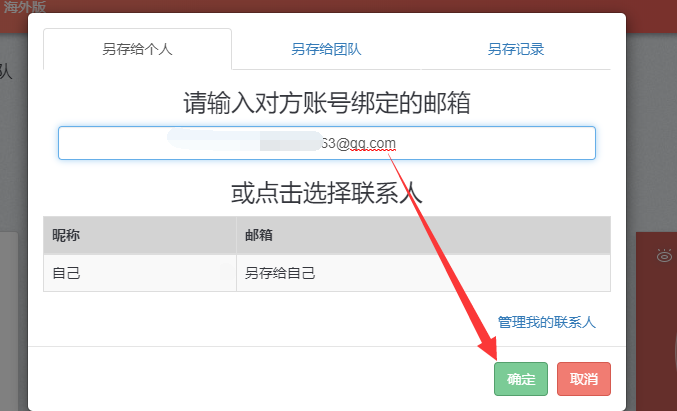 海外版
另存给个人 另存给团队 另存记录
队
请输入对方账号绑定的邮箱
63@qq.com
或点击选择联系人
昵称 邮箱
自己 另存给自己
管理我的联系人
确定 取消